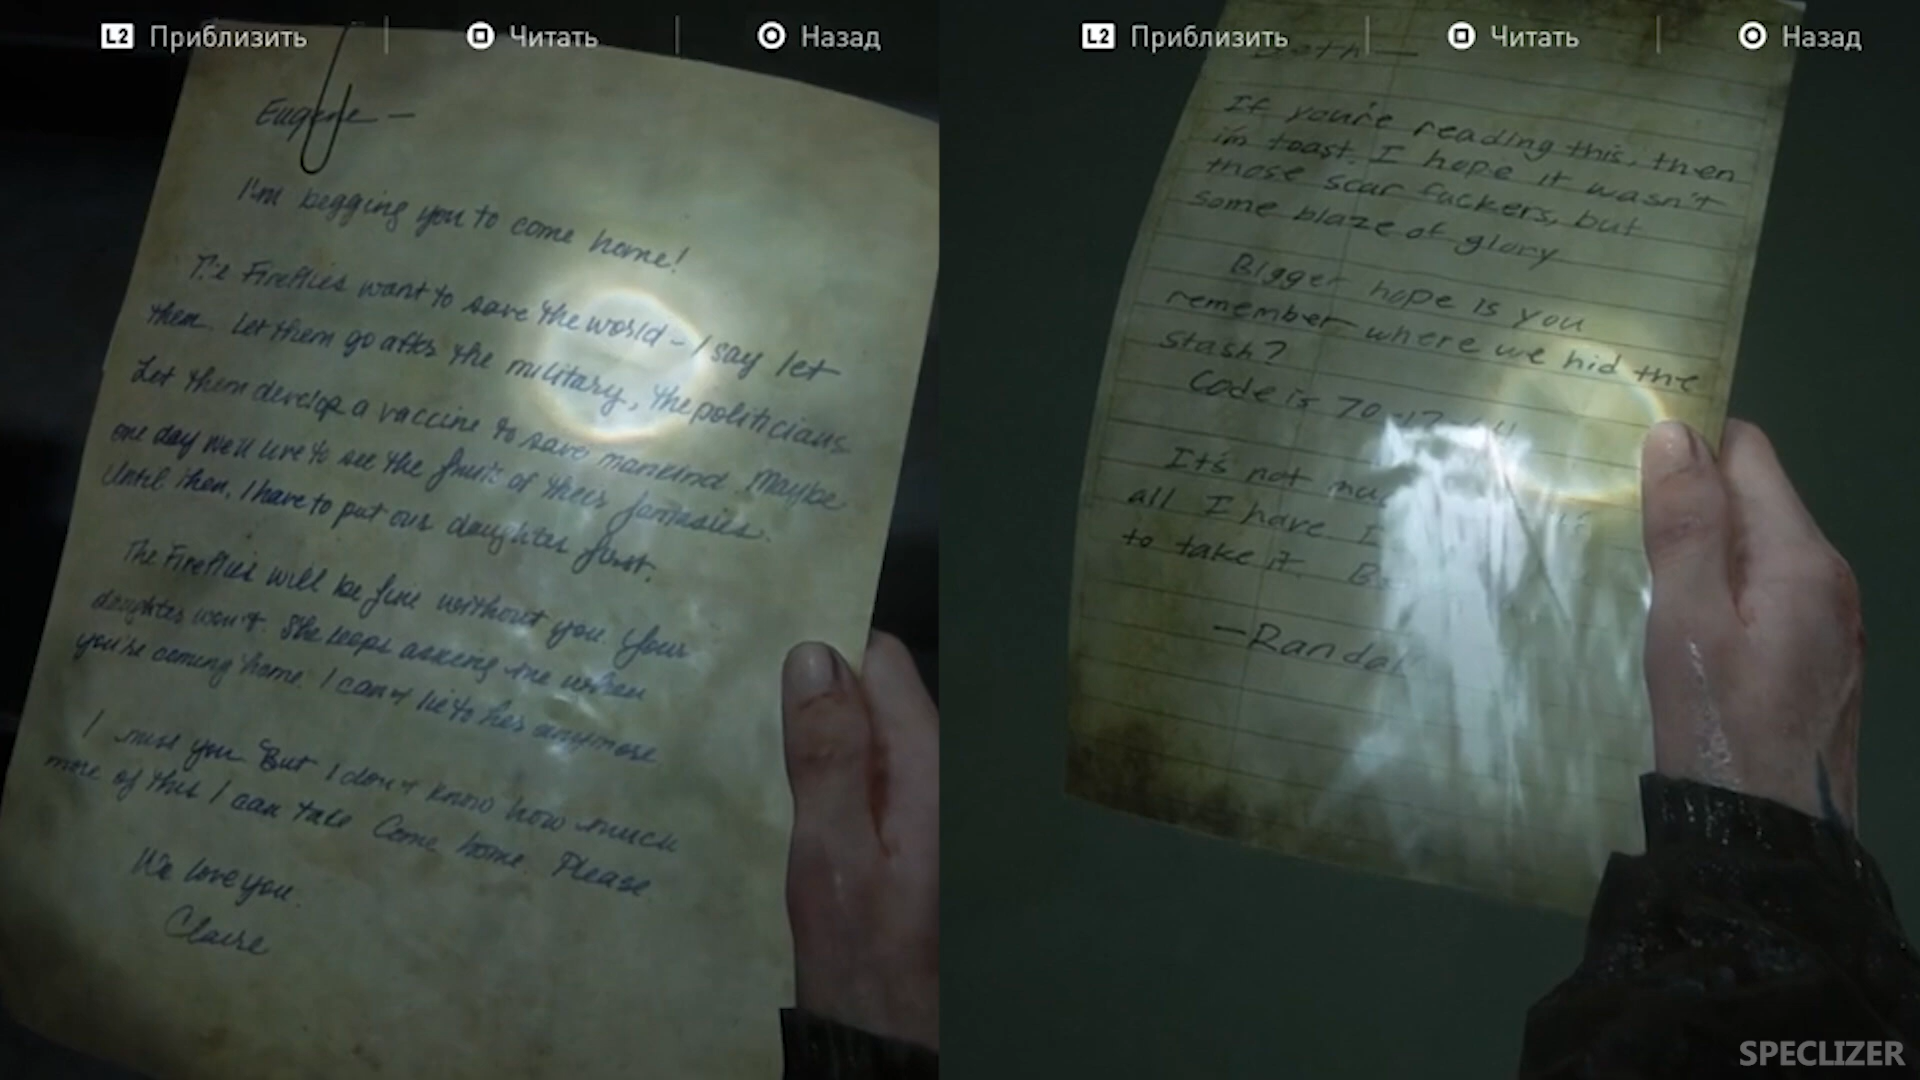 L2 Приблизить
Читать
Назад
Eugene —
I'm begging you to come home!
The Fireflies want to save the world - I say let
them. Let them go after the military, the politicians.
Let them develop a vaccine to save mankind. Maybe
one day we'll live to see the fruits of their fantasies.
Until then, I have to put our daughter first.
The Fireflies will be fine without you. Your
daughter won't. She keeps asking me when
you're coming home. I can't lie to her anymore
I miss you But I don't know how much
more of this I can take Come home. Please
We love you.
Claire
L2 Приблизить
Читать
Назад
If you're reading this, then
i'm toast. I hope it wasn't
those scar fuckers, but
some blaze of glory
Bigger hope is you
remember where we hid the
stash?
Code is 70-12
It's not
all I have I
to take it.
—Randal
SPECLIZER